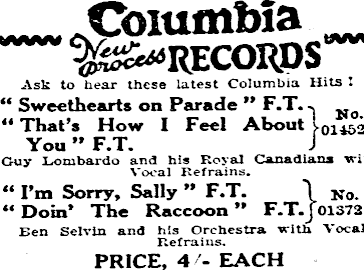 Columbia
New Process RECORDS
Ask to hear these latest Columbia Hits!
"Sweethearts on Parade" F.T. No.
"That's How I Feel About 01452
You" F.T.
Guy Lombardo and his Royal Canadians wi
Vocal Refrains.
"I'm Sorry, Sally" F.T. No.
"Doin' The Raccoon" F.T. 01372
Ben Selvin and his Orchestra with Vocal
Refrains.
PRICE, 4/- EACH